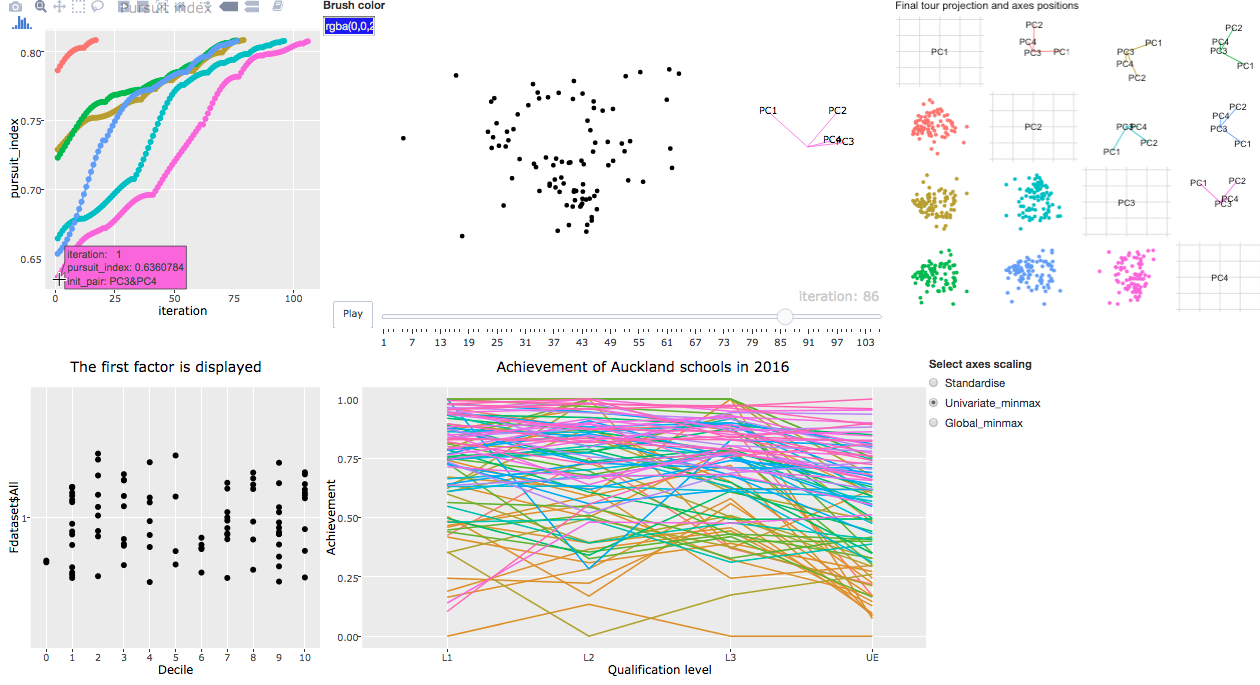 Pursuit index
0.80
0.75
0.70
0.65
pursuit_index
iteration: 1
pursuit_index: 0.6360784
init_pair: PC3&PC4
0 25 50 75 100
iteration
Brush color
rgba(0,0,2
PC1 PC2
PC4 PC3
iteration: 86
Play
1 7 13 19 25 31 37 43 49 55 61 67 73 79 85 91 97 103
Final tour projection and axes positions
PC1
PC2
PC4
PC3 PC1
PC1
PC3
PC4
PC2
PC2
PC4
PC3
PC1
PC2
PC3 PC4
PC2
PC1
PC2
PC4
PC3
PC1
PC3
PC1 PC2
PC4
PC3
PC4
The first factor is displayed
Fdataset$All
1
0 1 2 3 4 5 6 7 8 9 10
Decile
Achievement of Auckland schools in 2016
1.00
0.75
0.50
0.25
0.00
Achievement
L1 L2 L3 UE
Qualification level
Select axes scaling
Standardise
Univariate_minmax
Global_minmax